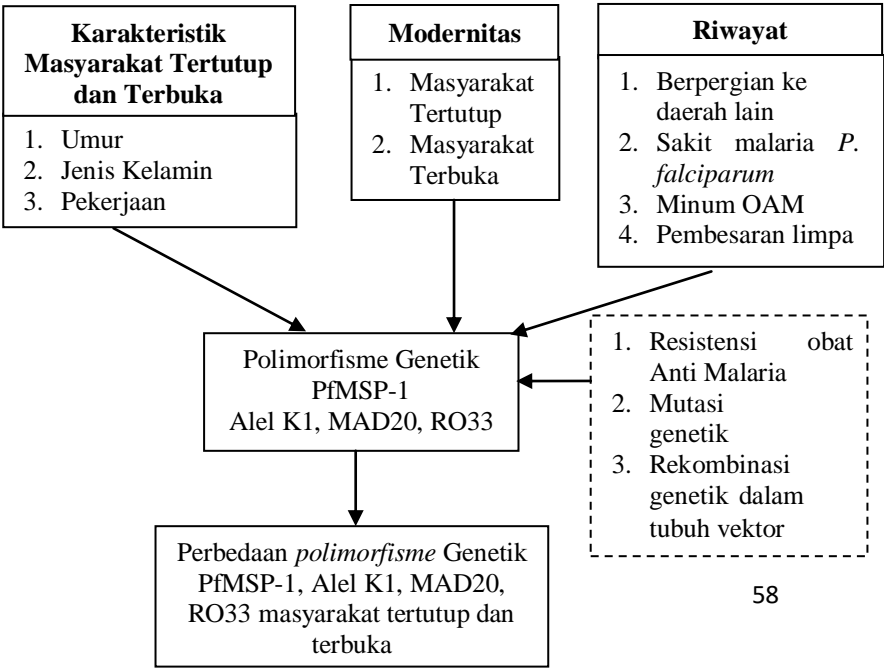 Karakteristik
Masyarakat Tertutup
dan Terbuka
1. Umur
2. Jenis Kelamin
3. Pekerjaan
Modernitas
1. Masyarakat
Tertutup
2. Masyarakat
Terbuka
Riwayat
1. Berpergian ke
daerah lain
2. Sakit malaria P.
falciparum
3. Minum OAM
4. Pembesaran limpa
Polimorfisme Genetik
PfMSP-1
Alel K1, MAD20, RO33
1. Resistensi obat
Anti Malaria
2. Mutasi
genetik
3. Rekombinasi
genetik dalam
tubuh vektor
Perbedaan polimorfisme Genetik
PfMSP-1, Alel K1, MAD20,
RO33 masyarakat tertutup dan
terbuka
58